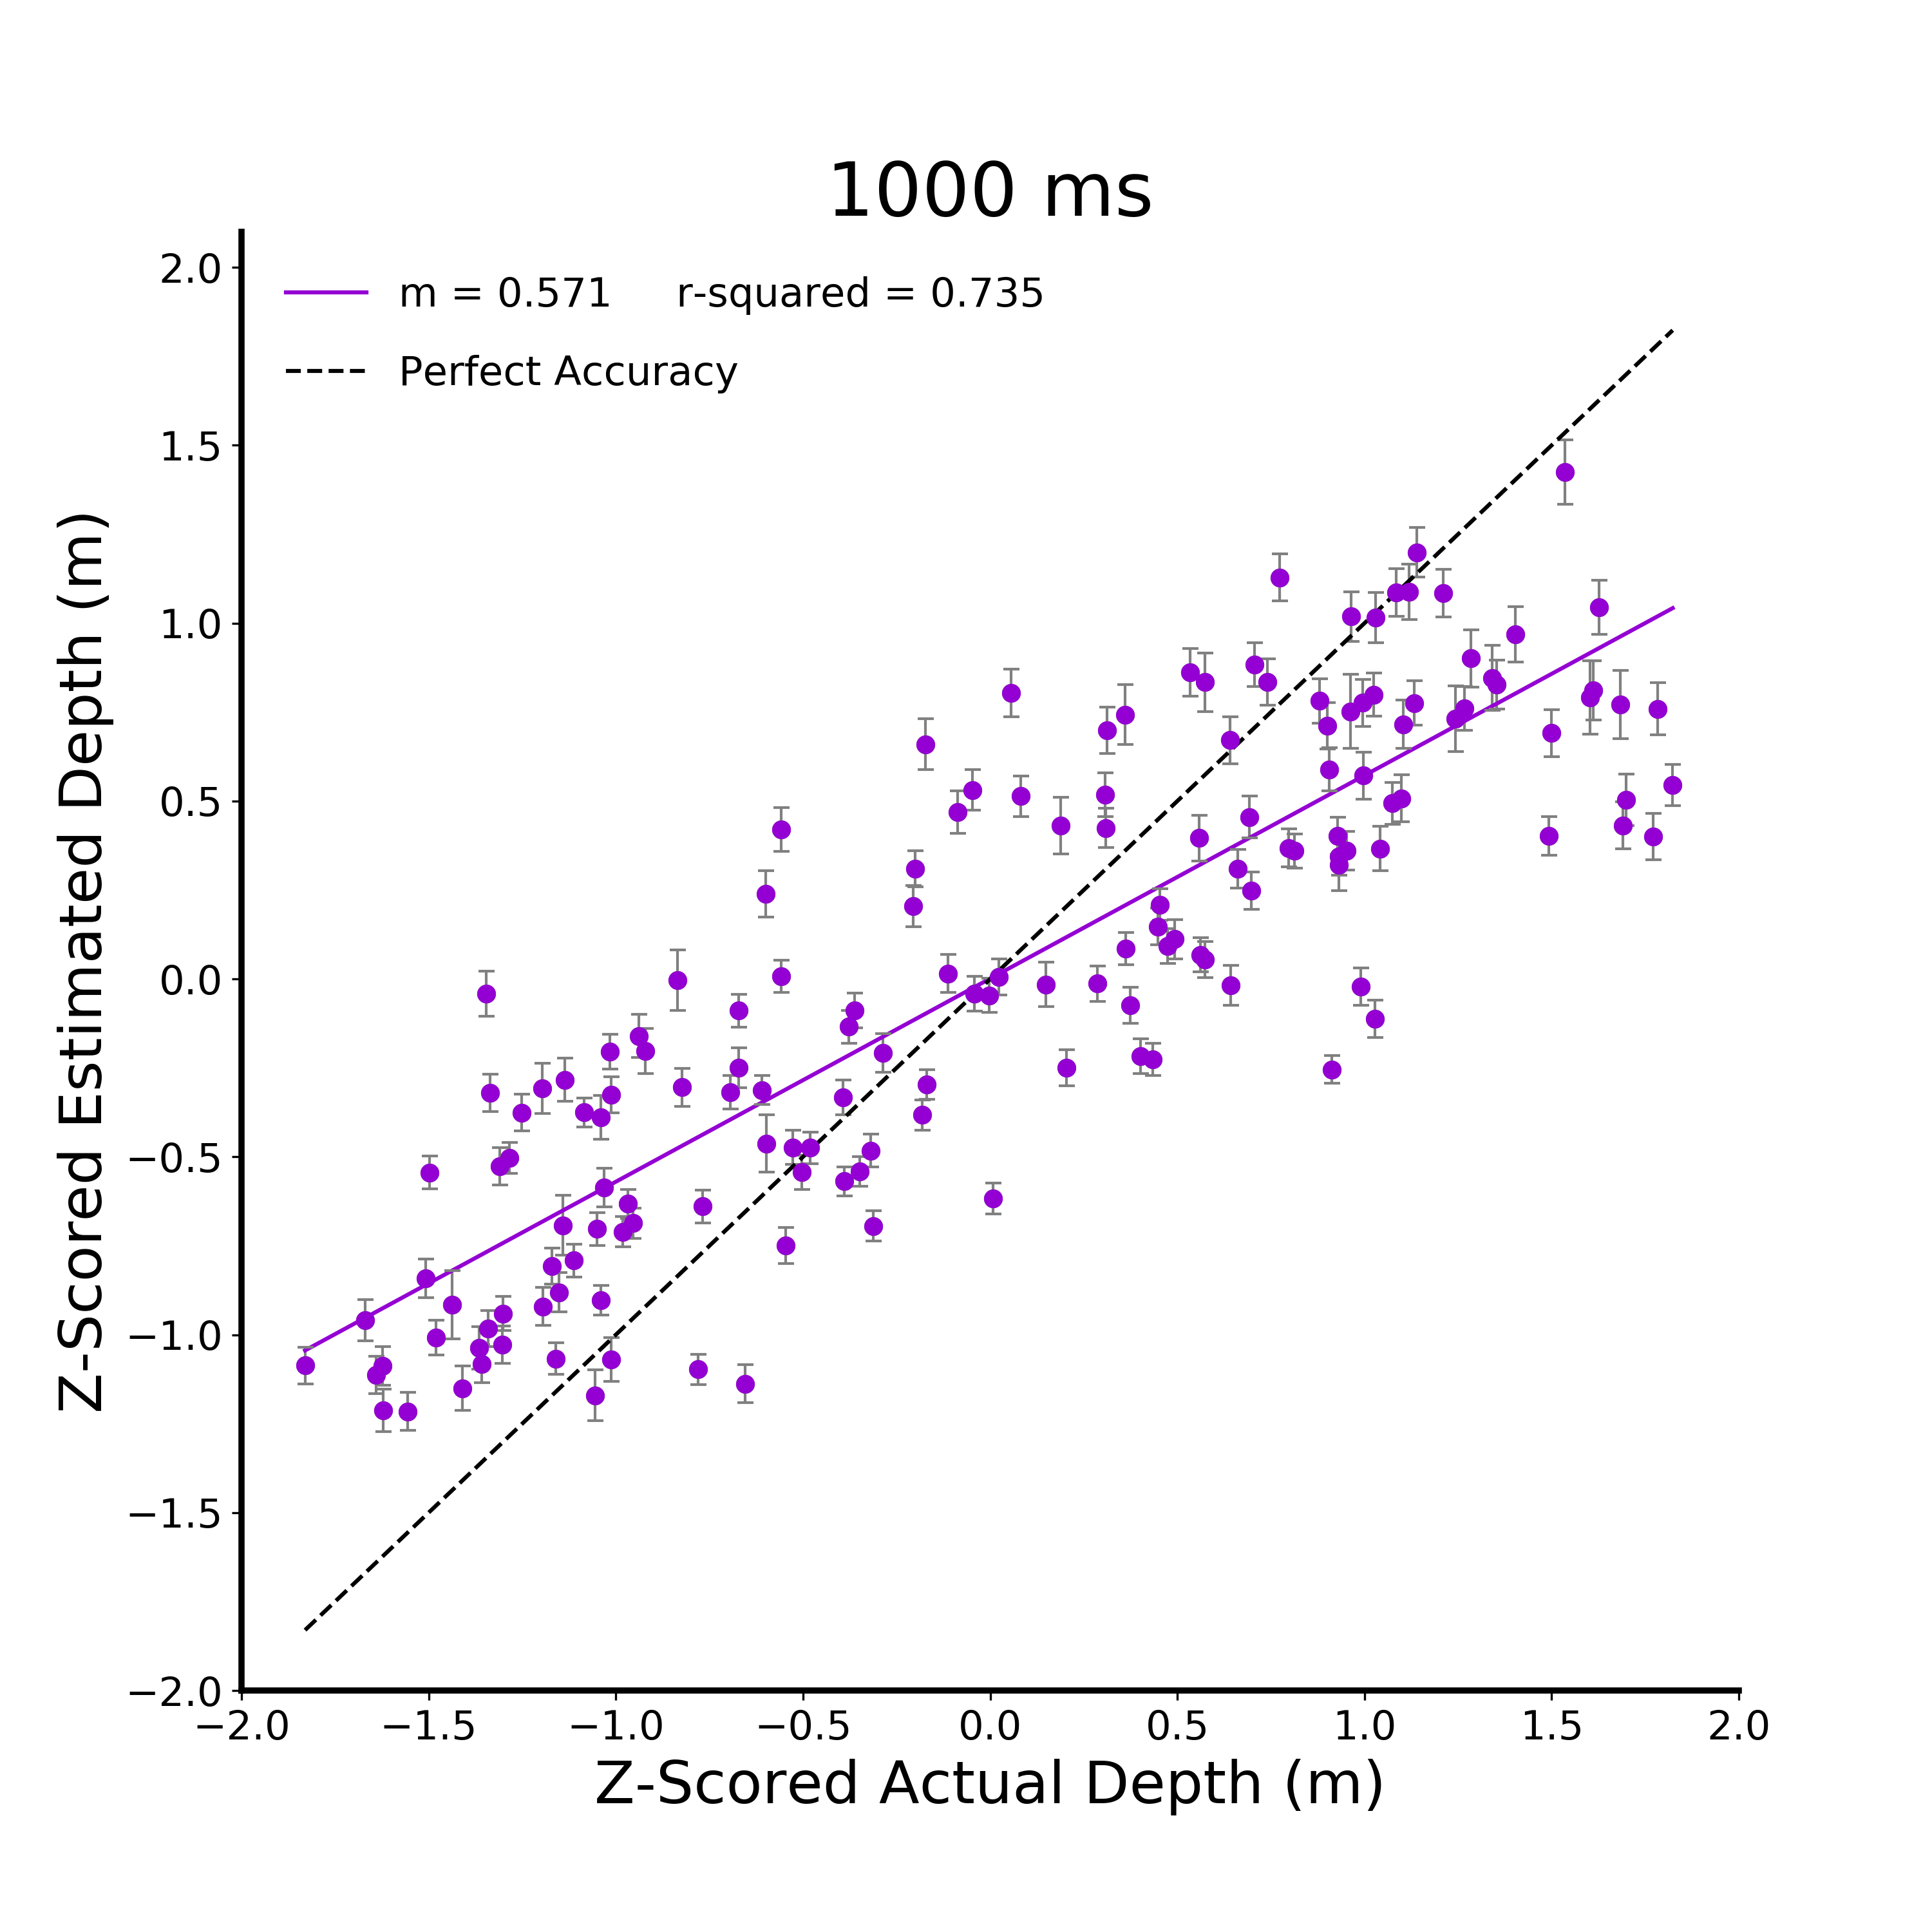 1000 ms
m = 0.571 r-squared = 0.735
Perfect Accuracy
Z-Scored Estimated Depth (m)
2.0
1.5
1.0
0.5
0.0
−0.5
−1.0
−1.5
−2.0
−2.0 −1.5 −1.0 −0.5 0.0 0.5 1.0 1.5 2.0
Z-Scored Actual Depth (m)